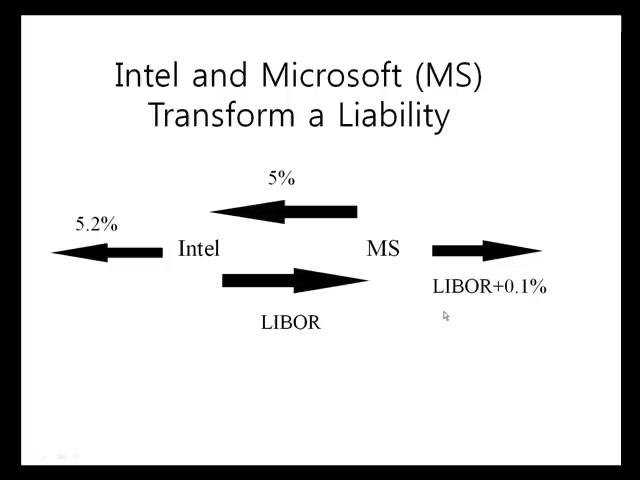 Intel and Microsoft (MS)
Transform a Liability
5%
5.2%
Intel
MS
LIBOR+0.1%
LIBOR